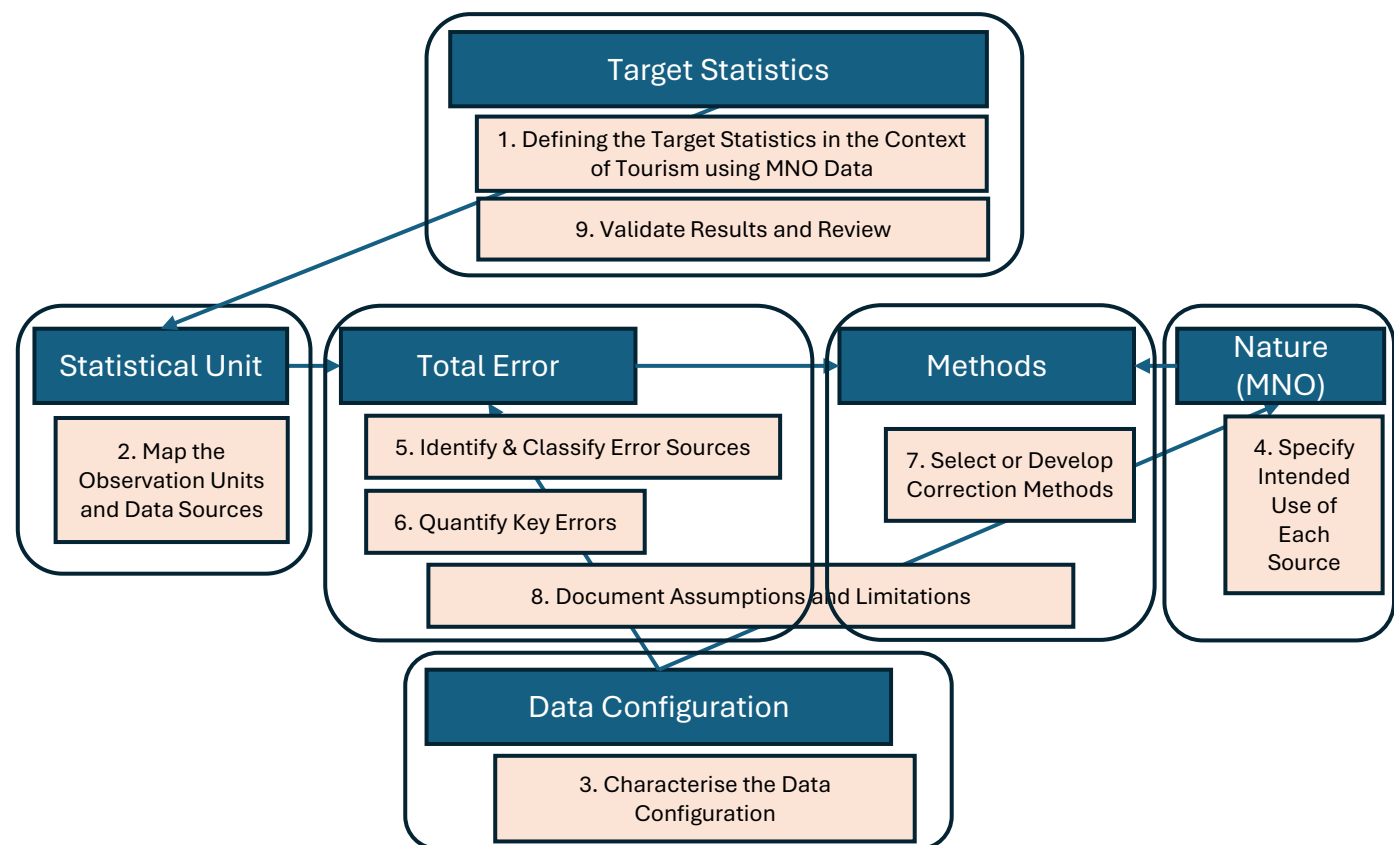 Target Statistics
1. Defining the Target Statistics in the Context
of Tourism using MNO Data
9. Validate Results and Review
Statistical Unit
2. Map the
Observation Units
and Data Sources
Total Error
5. Identify & Classify Error Sources
6. Quantify Key Errors
8. Document Assumptions and Limitations
Methods
7. Select or Develop
Correction Methods
Nature
(MNO)
4. Specify
Intended
Use of
Each
Source
Data Configuration
3. Characterise the Data
Configuration